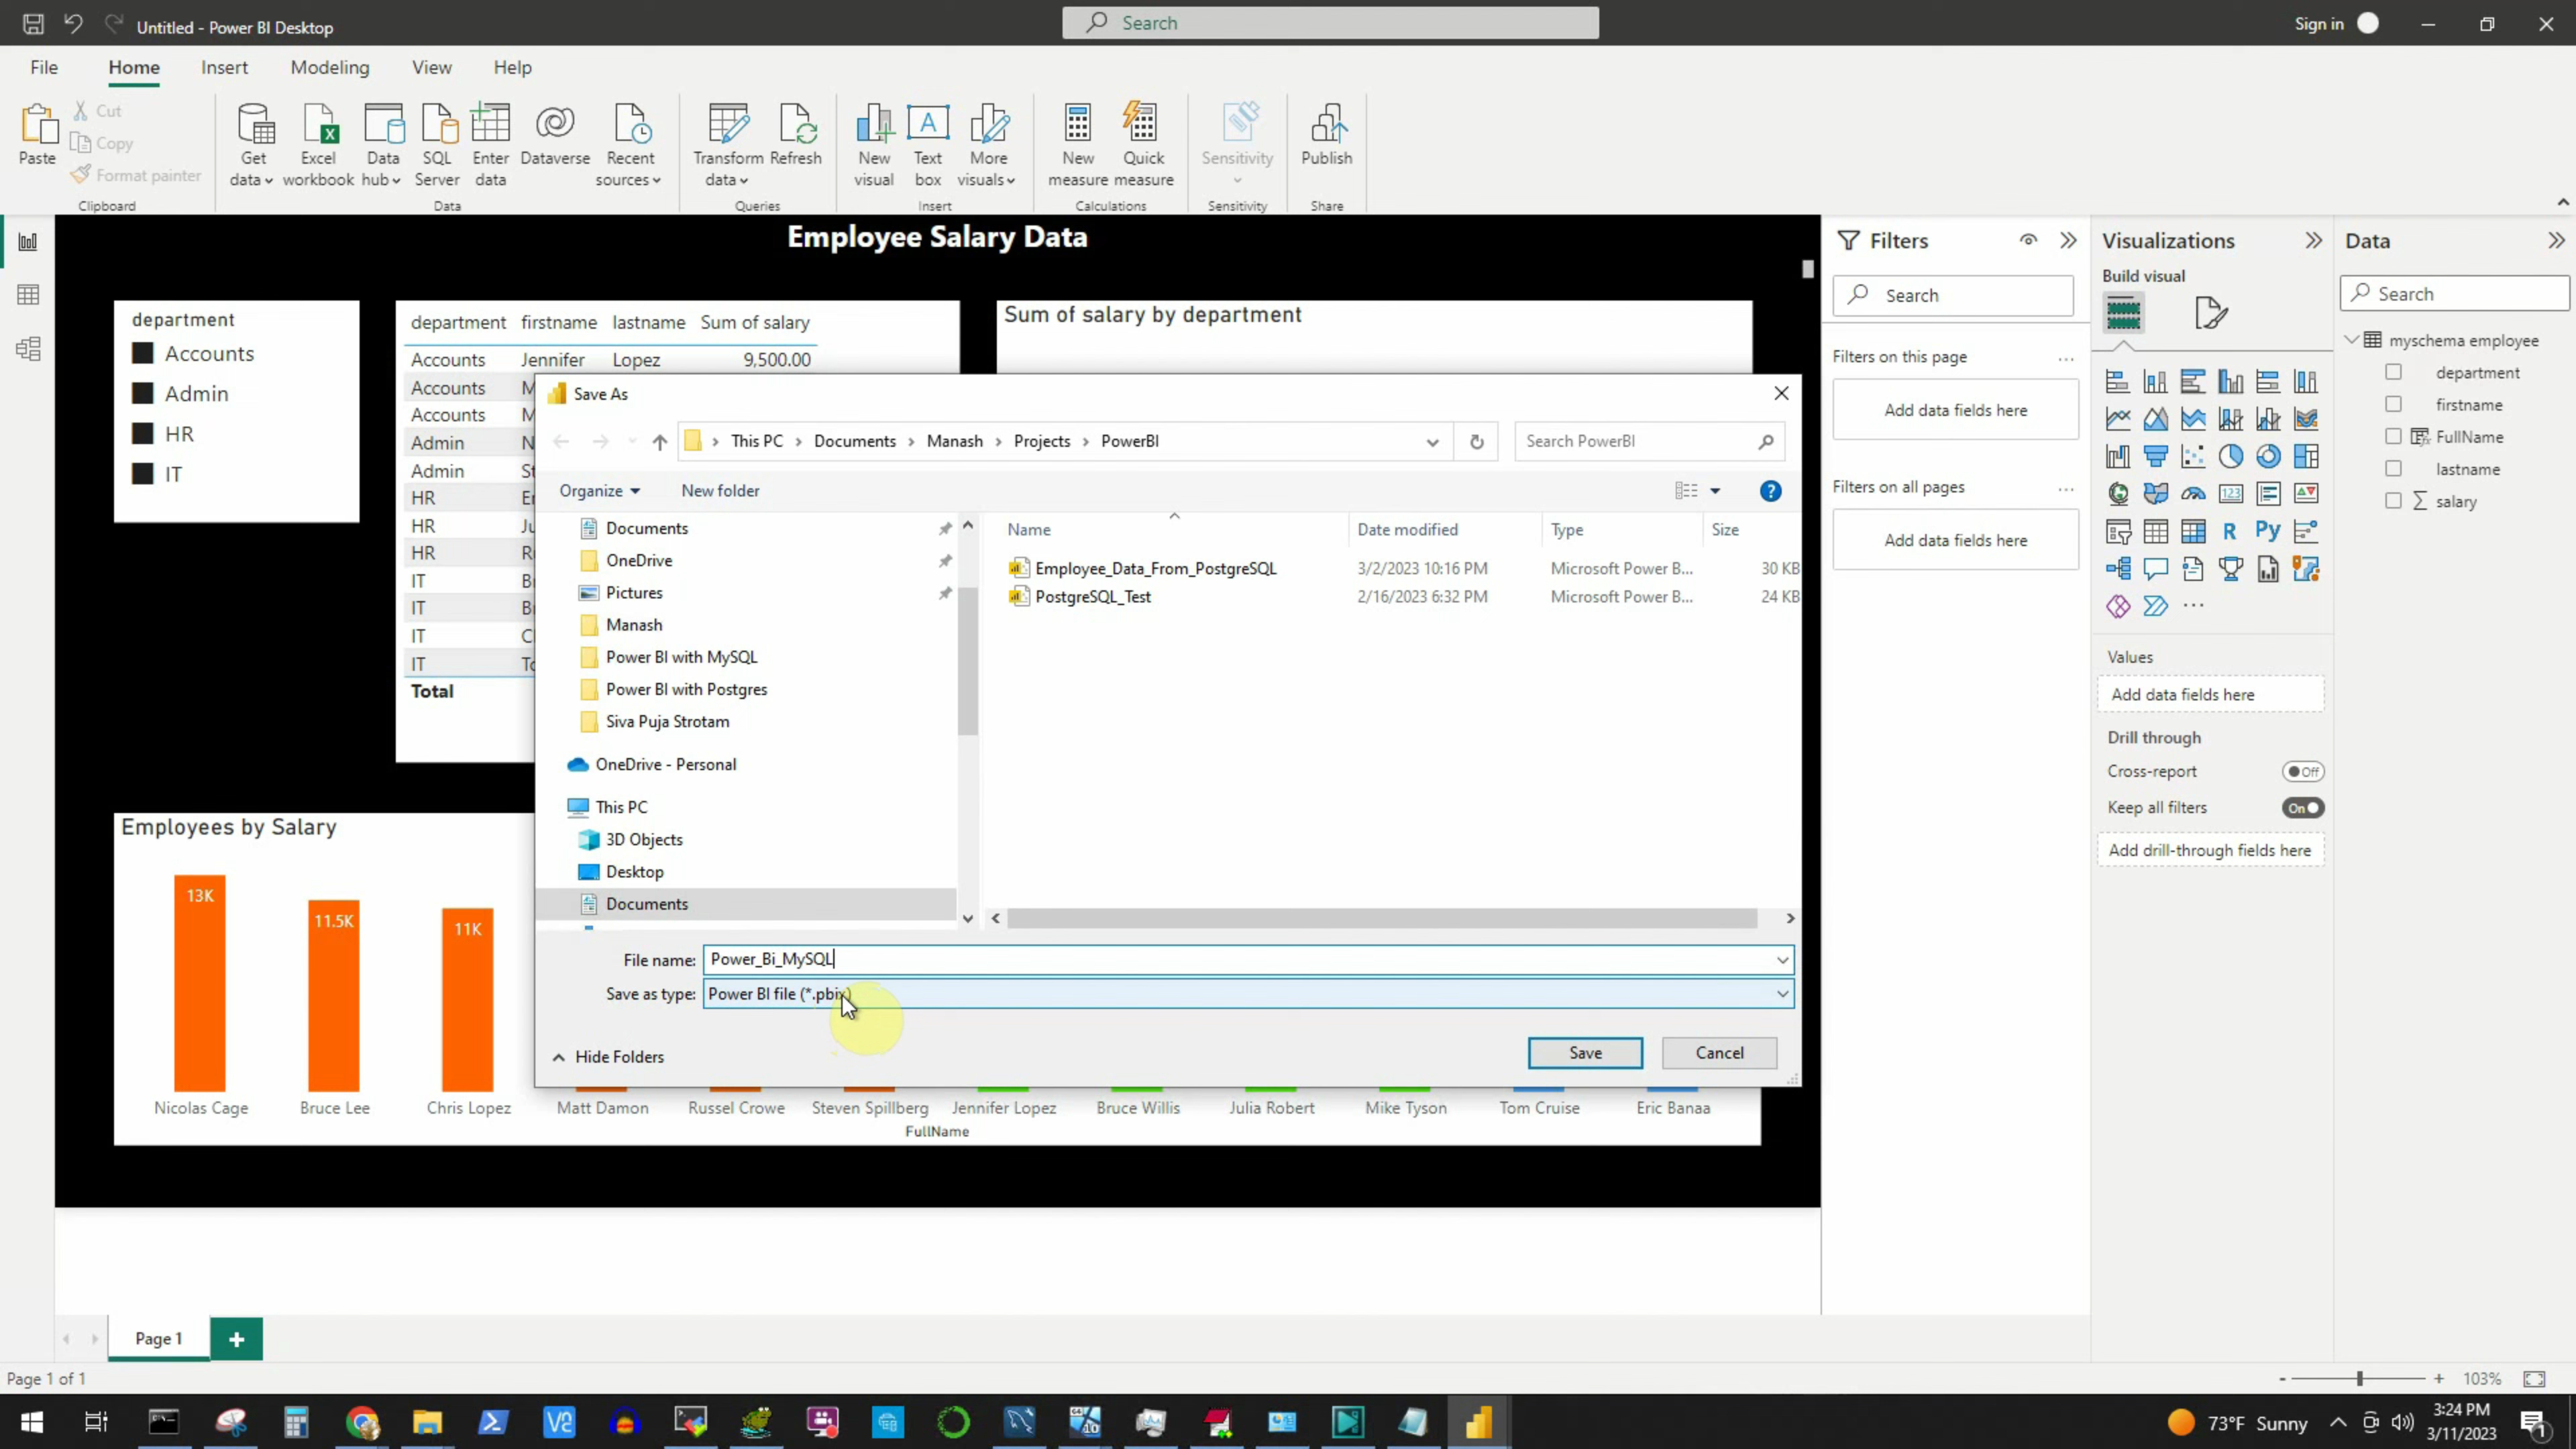 Untitled - Power BI Desktop
Search
Sign in
File Home Insert Modeling View Help
Paste
Cut
Copy
Format painter
Clipboard
Get data
Excel workbook
Data hub
SQL Server
Enter data
Dataverse
Recent sources
Data
Transform data
Refresh
Queries
New visual
Text box
More visuals
Insert
New measure
Quick measure
Calculations
Sensitivity
Sensitivity
Publish
Share
Employee Salary Data
department
Accounts
Admin
HR
IT
department firstname lastname Sum of salary
Accounts Jennifer Lopez 9,500.00
Accounts
Accounts
Admin
Admin
HR
HR
HR
IT
IT
IT
IT
Total
Sum of salary by department
Save As
This PC > Documents > Manash > Projects > PowerBI
Search PowerBI
Organize
New folder
Documents
OneDrive
Pictures
Manash
Power BI with MySQL
Power BI with Postgres
Siva Puja Strotam
OneDrive - Personal
This PC
3D Objects
Desktop
Documents
Name Date modified Type Size
Employee_Data_From_PostgreSQL 3/2/2023 10:16 PM Microsoft Power B... 30 KB
PostgreSQL_Test 2/16/2023 6:32 PM Microsoft Power B... 24 KB
File name: Power_Bi_MySQL
Save as type: Power BI file (*.pbix)
Hide Folders
Save
Cancel
Employees by Salary
13K
11.5K
11K
Nicolas Cage Bruce Lee Chris Lopez Matt Damon Russel Crowe Steven Spillberg Jennifer Lopez Bruce Willis Julia Robert Mike Tyson Tom Cruise Eric Banaa
FullName
Filters
Search
Filters on this page
Add data fields here
Filters on all pages
Add data fields here
Visualizations
Build visual
123
R
Py
Values
Add data fields here
Drill through
Cross-report
Off
Keep all filters
On
Add drill-through fields here
Data
Search
myschema employee
department
firstname
FullName
lastname
salary
Page 1
Page 1 of 1
103%
73°F Sunny
3:24 PM
3/11/2023